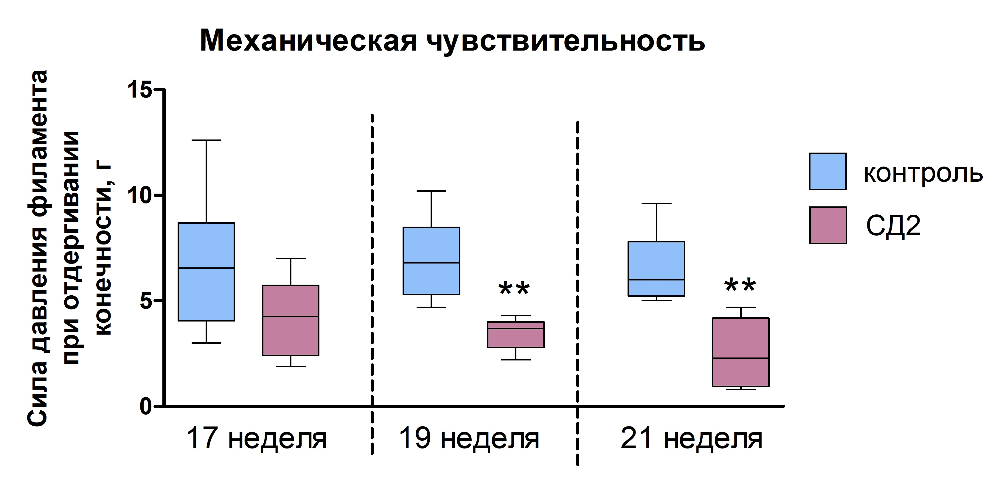 Механическая чувствительность
Сила давления филамента
при отдергивании
конечности, г
15
10
5
0
**
**
17 неделя
19 неделя
21 неделя
контроль
СД2